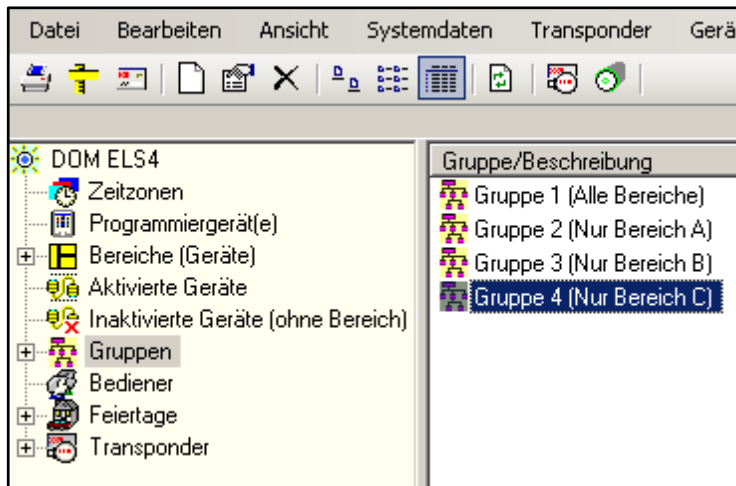 Datei Bearbeiten Ansicht Systemdaten Transponder Gerä
DOM ELS4
Zeitzonen
Programmiergerät(e)
Bereiche (Geräte)
Aktivierte Geräte
Inaktivierte Geräte (ohne Bereich)
Gruppen
Bediener
Feiertage
Transponder
Gruppe/Beschreibung
Gruppe 1 (Alle Bereiche)
Gruppe 2 (Nur Bereich A)
Gruppe 3 (Nur Bereich B)
Gruppe 4 (Nur Bereich C)